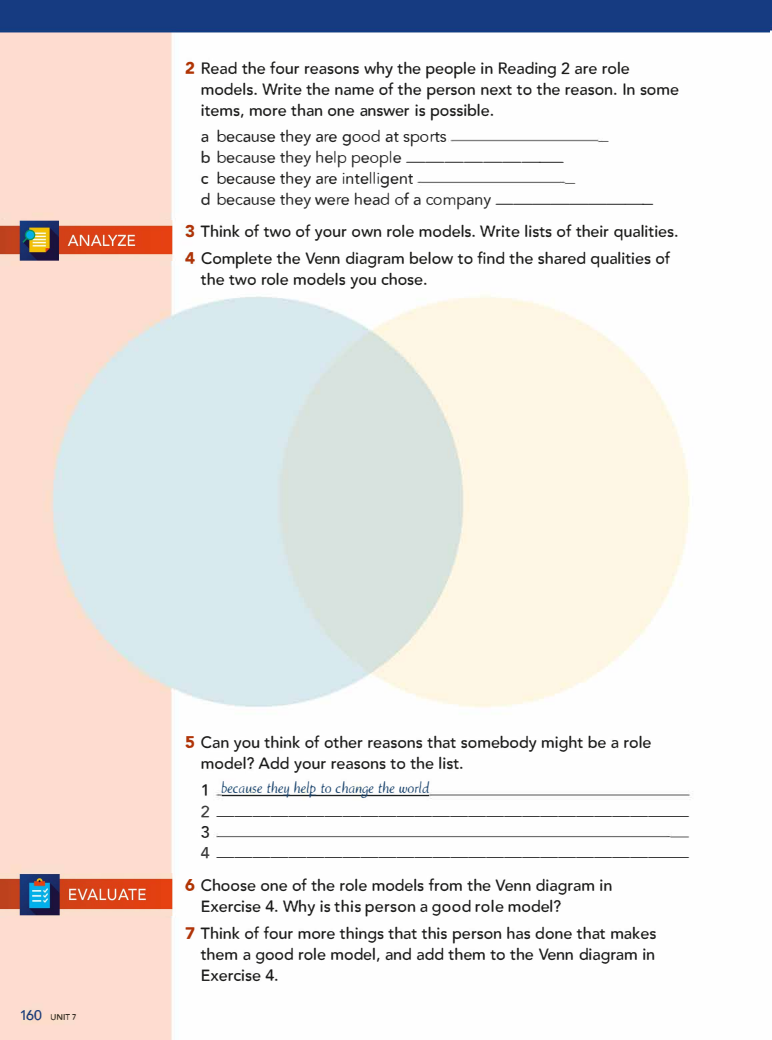 2 Read the four reasons why the people in Reading 2 are role
models. Write the name of the person next to the reason. In some
items, more than one answer is possible.
a because they are good at sports
b because they help people
c because they are intelligent
d because they were head of a company
ANALYZE
3 Think of two of your own role models. Write lists of their qualities.
4 Complete the Venn diagram below to find the shared qualities of
the two role models you chose.
5 Can you think of other reasons that somebody might be a role
model? Add your reasons to the list.
1 because they help to change the world
2
3
4
EVALUATE
6 Choose one of the role models from the Venn diagram in
Exercise 4. Why is this person a good role model?
7 Think of four more things that this person has done that makes
them a good role model, and add them to the Venn diagram in
Exercise 4.
160 UNIT 7